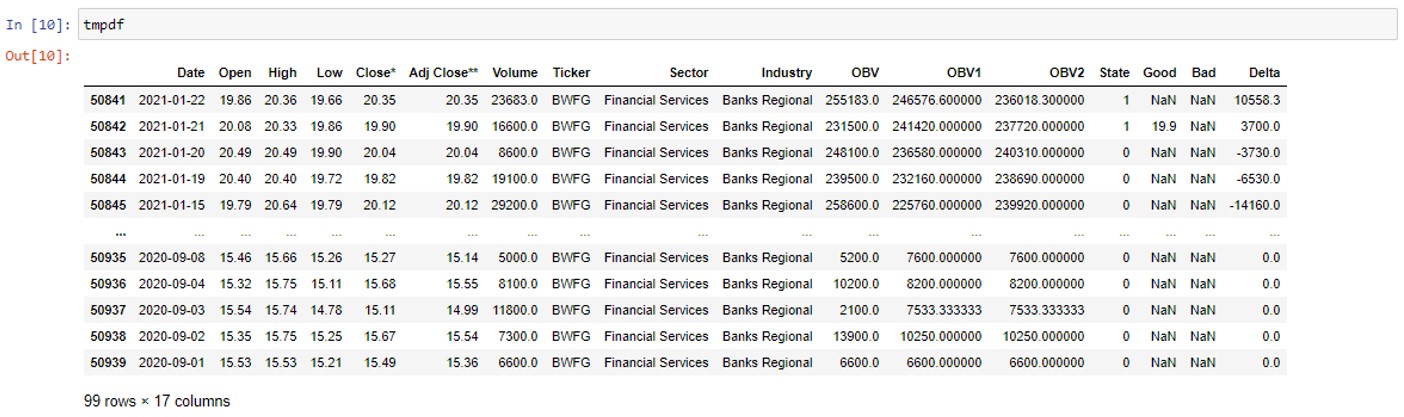 In [10]: tmpdf
Out[10]:
Date Open High Low Close* Adj Close** Volume Ticker Sector Industry OBV OBV1 OBV2 State Good Bad Delta
50841 2021-01-22 19.86 20.36 19.66 20.35 20.35 23683.0 BWFG Financial Services Banks Regional 255183.0 246576.600000 236018.300000 1 NaN NaN 10558.3
50842 2021-01-21 20.08 20.33 19.86 19.90 19.90 16600.0 BWFG Financial Services Banks Regional 231500.0 241420.000000 237720.000000 1 19.9 NaN 3700.0
50843 2021-01-20 20.49 20.49 19.90 20.04 20.04 8600.0 BWFG Financial Services Banks Regional 248100.0 236580.000000 240310.000000 0 NaN NaN -3730.0
50844 2021-01-19 20.40 20.40 19.72 19.82 19.82 19100.0 BWFG Financial Services Banks Regional 239500.0 232160.000000 238690.000000 0 NaN NaN -6530.0
50845 2021-01-15 19.79 20.64 19.79 20.12 20.12 29200.0 BWFG Financial Services Banks Regional 258600.0 225760.000000 239920.000000 0 NaN NaN -14160.0
... ... ... ... ... ... ... ... ... ... ... ... ... ... ... ... ... ...
50935 2020-09-08 15.46 15.66 15.26 15.27 15.14 5000.0 BWFG Financial Services Banks Regional 5200.0 7600.000000 7600.000000 0 NaN NaN 0.0
50936 2020-09-04 15.32 15.75 15.11 15.68 15.55 8100.0 BWFG Financial Services Banks Regional 10200.0 8200.000000 8200.000000 0 NaN NaN 0.0
50937 2020-09-03 15.54 15.74 14.78 15.11 14.99 11800.0 BWFG Financial Services Banks Regional 2100.0 7533.333333 7533.333333 0 NaN NaN 0.0
50938 2020-09-02 15.35 15.75 15.25 15.67 15.54 7300.0 BWFG Financial Services Banks Regional 13900.0 10250.000000 10250.000000 0 NaN NaN 0.0
50939 2020-09-01 15.53 15.53 15.21 15.49 15.36 6600.0 BWFG Financial Services Banks Regional 6600.0 6600.000000 6600.000000 0 NaN NaN 0.0
99 rows × 17 columns